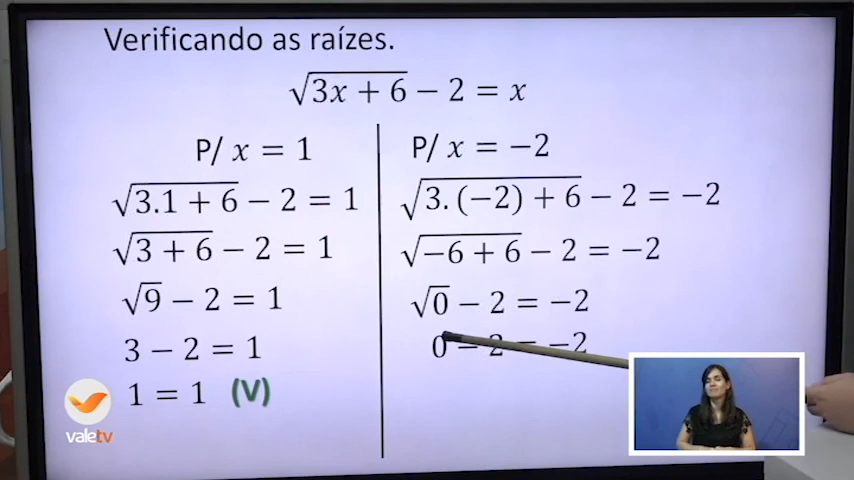 Verificando as raízes.
√3x + 6 − 2 = x
P/ x = 1
√3.1 + 6 − 2 = 1
√3 + 6 − 2 = 1
√9 − 2 = 1
3 − 2 = 1
1 = 1 (V)
P/ x = −2
√3.(−2) + 6 − 2 = −2
√−6 + 6 − 2 = −2
√0 − 2 = −2
0 − 2 = −2
valetv